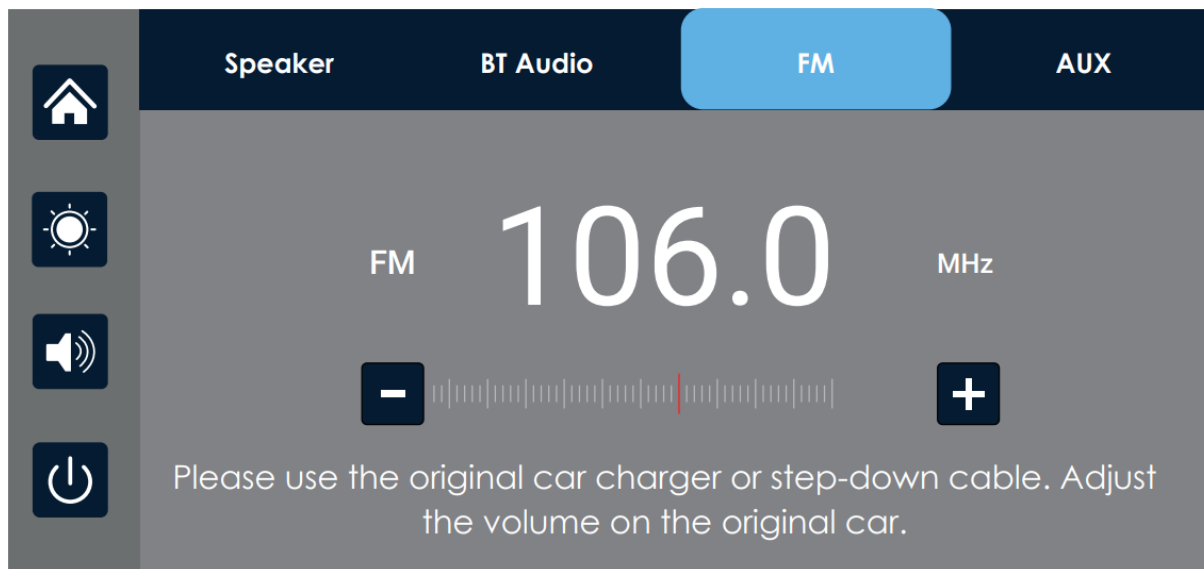 Speaker BT Audio FM AUX
FM 106.0 MHz
- +
Please use the original car charger or step-down cable. Adjust
the volume on the original car.